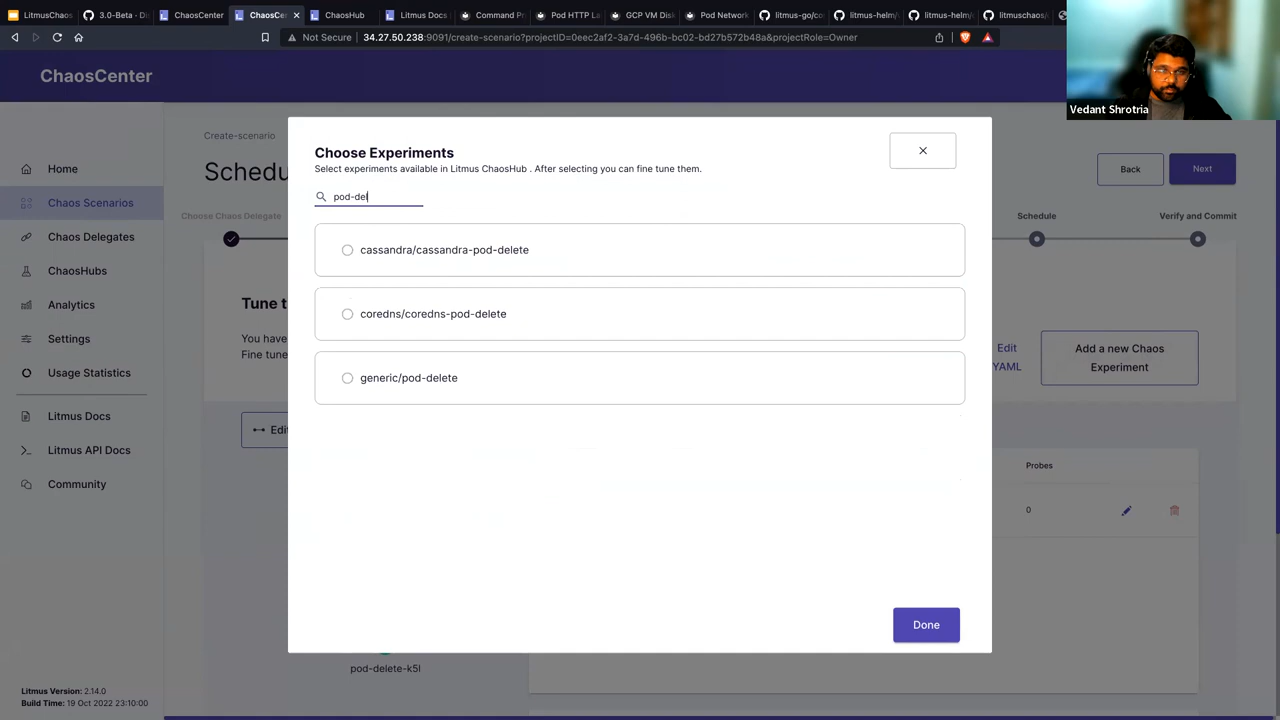 LitmusChaos
3.0-Beta · Dis
ChaosCenter
ChaosCen
ChaosHub
Litmus Docs
Command Pr
Pod HTTP La
GCP VM Disk
Pod Network
litmus-go/co
litmus-helm/
litmus-helm/
litmuschaos/
Not Secure
34.27.50.238:9091/create-scenario?projectID=0eec2af2-3a7d-496b-bc02-bd27b572b48a&projectRole=Owner
ChaosCenter
Vedant Shrotria
Home
Chaos Scenarios
Chaos Delegates
ChaosHubs
Analytics
Settings
Usage Statistics
Litmus Docs
Litmus API Docs
Community
Litmus Version: 2.14.0
Build Time: 19 Oct 2022 23:10:00
Create-scenario
Schedu
Back
Next
Choose Chaos Delegate
Schedule
Verify and Commit
Tune t
You have
Fine tune
Edit
YAML
Add a new Chaos
Experiment
Edi
Probes
0
pod-delete-k5l
Choose Experiments
Select experiments available in Litmus ChaosHub . After selecting you can fine tune them.
pod-del
cassandra/cassandra-pod-delete
coredns/coredns-pod-delete
generic/pod-delete
Done